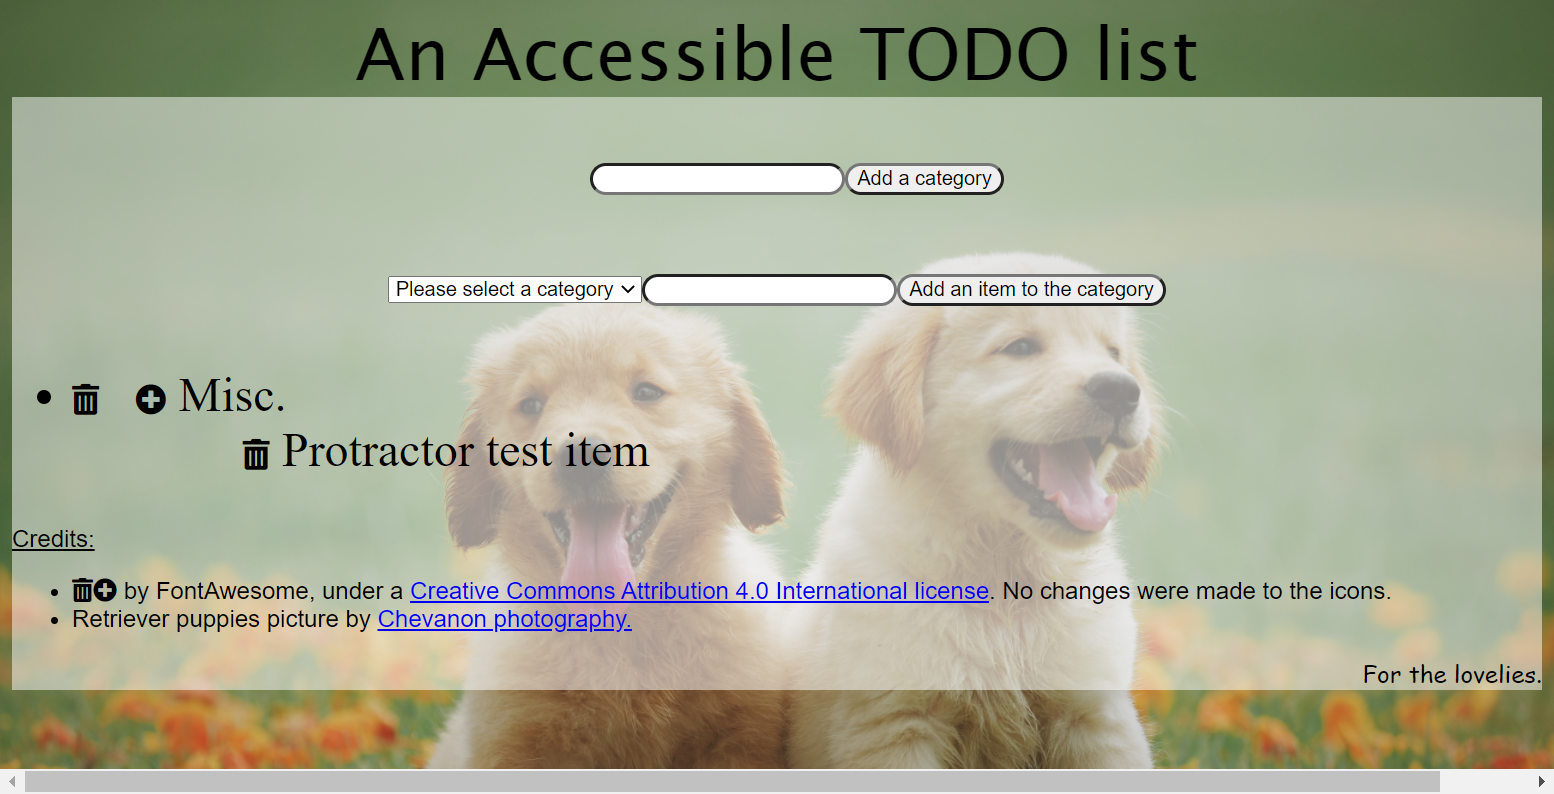 An Accessible TODO list
Add a category
Please select a category Add an item to the category
Misc.
Protractor test item
Credits:
by FontAwesome, under a Creative Commons Attribution 4.0 International license. No changes were made to the icons.
Retriever puppies picture by Chevanon photography.
For the lovelies.